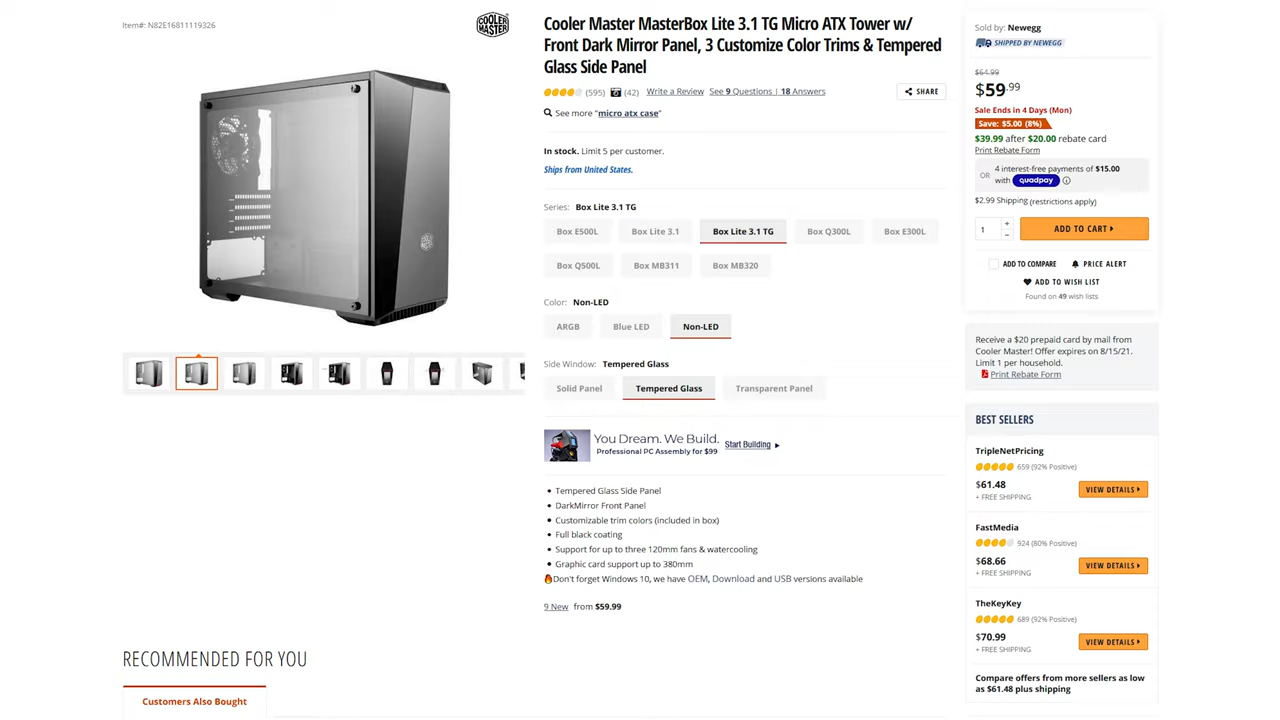 Item#: N82E16811119326
COOLER MASTER
Cooler Master MasterBox Lite 3.1 TG Micro ATX Tower w/
Front Dark Mirror Panel, 3 Customize Color Trims & Tempered
Glass Side Panel
(595) (42) Write a Review See 9 Questions | 18 Answers
SHARE
See more "micro atx case"
In stock. Limit 5 per customer.
Ships from United States.
Series: Box Lite 3.1 TG
Box E500L Box Lite 3.1 Box Lite 3.1 TG Box Q300L Box E300L
Box Q500L Box MB311 Box MB320
Color: Non-LED
ARGB Blue LED Non-LED
Side Window: Tempered Glass
Solid Panel Tempered Glass Transparent Panel
You Dream. We Build.
Professional PC Assembly for $99
Start Building
Tempered Glass Side Panel
DarkMirror Front Panel
Customizable trim colors (included in box)
Full black coating
Support for up to three 120mm fans & watercooling
Graphic card support up to 380mm
Don't forget Windows 10, we have OEM, Download and USB versions available
9 New from $59.99
Sold by: Newegg
SHIPPED BY NEWEGG
$64.99
$59.99
Sale Ends in 4 Days (Mon)
Save: $5.00 (8%)
$39.99 after $20.00 rebate card
Print Rebate Form
OR 4 interest-free payments of $15.00
with quadpay
$2.99 Shipping (restrictions apply)
1 + − ADD TO CART
ADD TO COMPARE PRICE ALERT
ADD TO WISH LIST
Found on 49 wish lists
Receive a $20 prepaid card by mail from
Cooler Master! Offer expires on 8/15/21.
Limit 1 per household.
Print Rebate Form
BEST SELLERS
TripleNetPricing
659 (92% Positive)
$61.48
+ FREE SHIPPING
VIEW DETAILS
FastMedia
924 (80% Positive)
$68.66
+ FREE SHIPPING
VIEW DETAILS
TheKeyKey
689 (92% Positive)
$70.99
+ FREE SHIPPING
VIEW DETAILS
Compare offers from more sellers as low
as $61.48 plus shipping
RECOMMENDED FOR YOU
Customers Also Bought